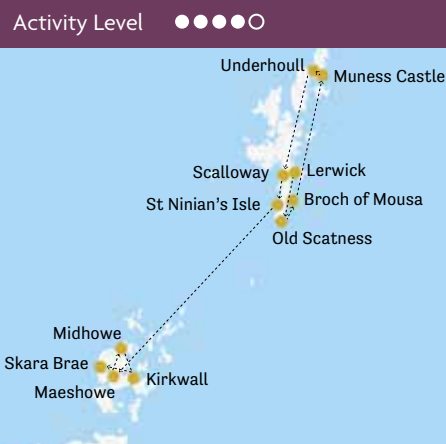 Activity Level
Underhoull
Muness Castle
Scalloway
Lerwick
St Ninian's Isle
Broch of Mousa
Old Scatness
Midhowe
Skara Brae
Kirkwall
Maeshowe